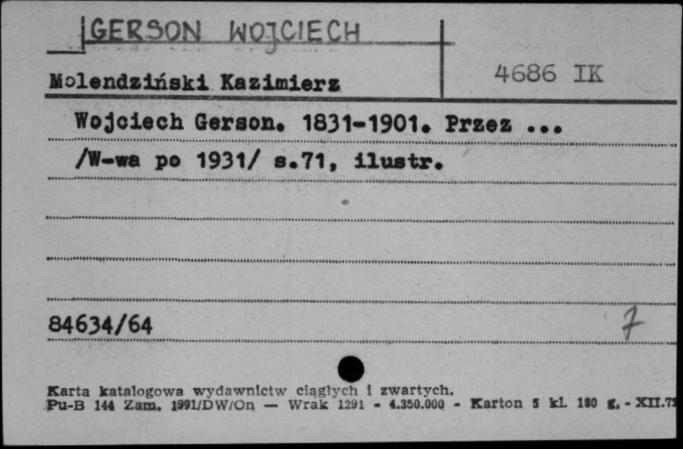 GERSON WOJCIECH
Molendziński Kazimierz
4686 IK
Wojciech Gerson. 1831-1901. Przez ...
/W-wa po 1931/ s.71, ilustr.
84634/64
7
Karta katalogowa wydawnictw ciągłych i zwartych.
Pu-B 144 Zam. 1991/DW/On — Wrak 1291 - 4.350.000 - Karton 5 kl. 180 g. - XII.72